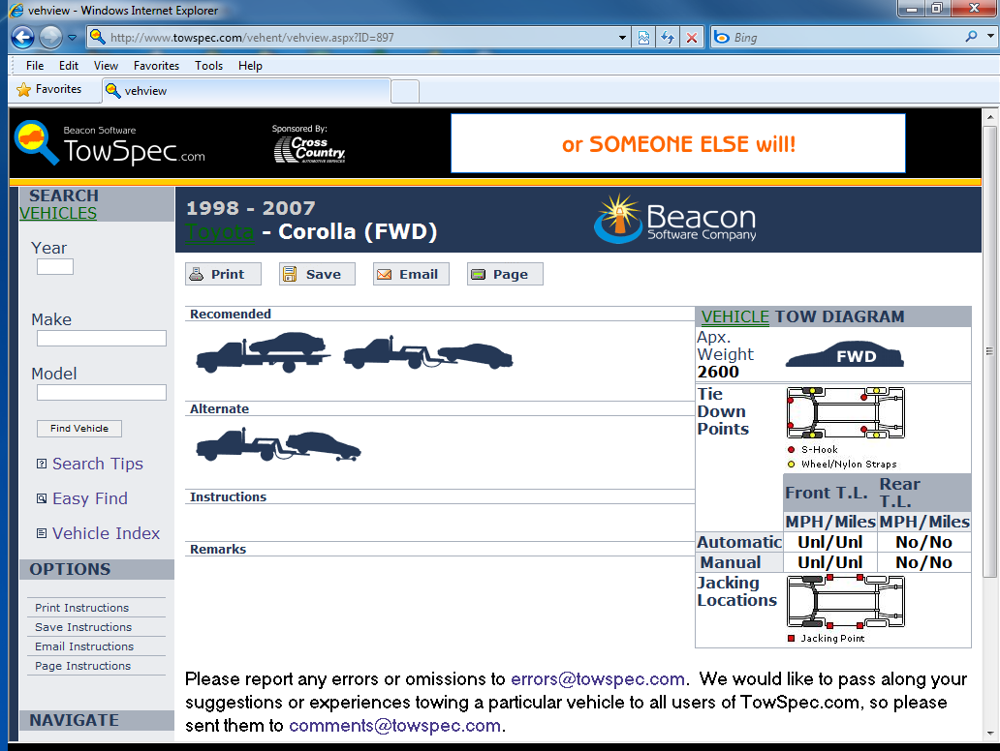 vehview - Windows Internet Explorer
http://www.towspec.com/vehent/vehview.aspx?ID=897
Bing
File Edit View Favorites Tools Help
Favorites
vehview
Beacon Software
TowSpec.com
Sponsored By:
Cross
Country
AUTOMOTIVE SERVICES
or SOMEONE ELSE will!
SEARCH
VEHICLES
Year
Make
Model
Find Vehicle
Search Tips
Easy Find
Vehicle Index
OPTIONS
Print Instructions
Save Instructions
Email Instructions
Page Instructions
NAVIGATE
1998 - 2007
Toyota - Corolla (FWD)
Beacon
Software Company
Print Save Email Page
Recomended
Alternate
Instructions
Remarks
VEHICLE TOW DIAGRAM
Apx.
Weight
2600
FWD
Tie
Down
Points
S-Hook
Wheel/Nylon Straps
Front T.L. Rear
T.L.
MPH/Miles MPH/Miles
Automatic Unl/Unl No/No
Manual Unl/Unl No/No
Jacking
Locations
Jacking Point
Please report any errors or omissions to errors@towspec.com. We would like to pass along your
suggestions or experiences towing a particular vehicle to all users of TowSpec.com, so please
sent them to comments@towspec.com.